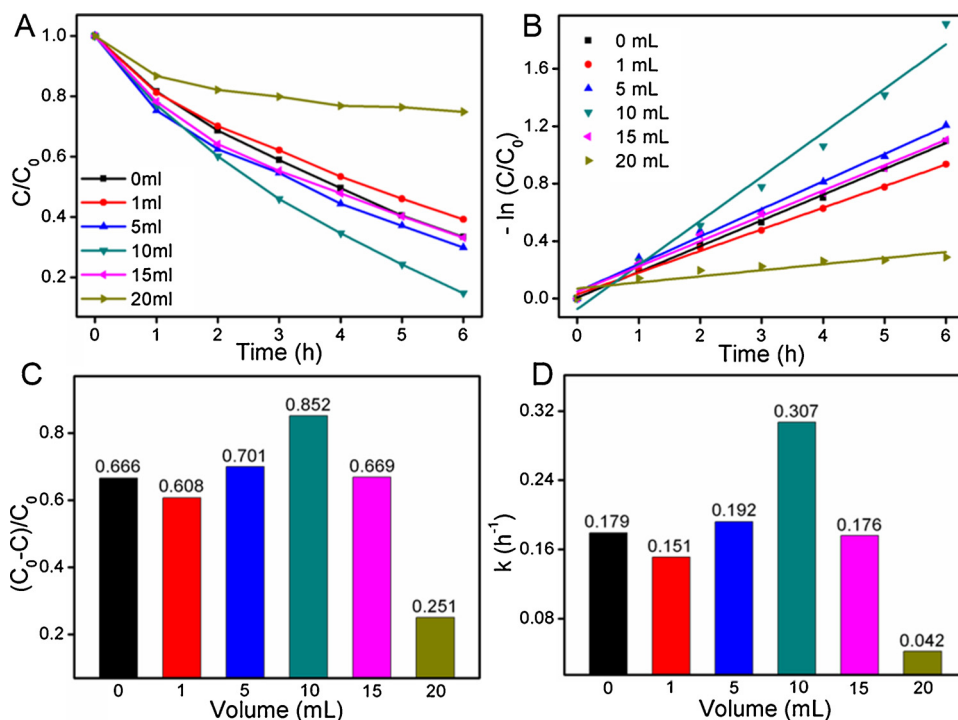 A
1.0
0.8
0.6
0.4
0.2
C/C0
0ml
1ml
5ml
10ml
15ml
20ml
0 1 2 3 4 5 6
Time (h)
B
1.6
1.2
0.8
0.4
0.0
- ln (C/C0)
0 mL
1 mL
5 mL
10 mL
15 mL
20 mL
0 1 2 3 4 5 6
Time (h)
C
0.8
0.6
0.4
0.2
(C0-C)/C0
0.666
0.608
0.701
0.852
0.669
0.251
0 1 5 10 15 20
Volume (mL)
D
0.32
0.24
0.16
0.08
k (h-1)
0.179
0.151
0.192
0.307
0.176
0.042
0 1 5 10 15 20
Volume (mL)